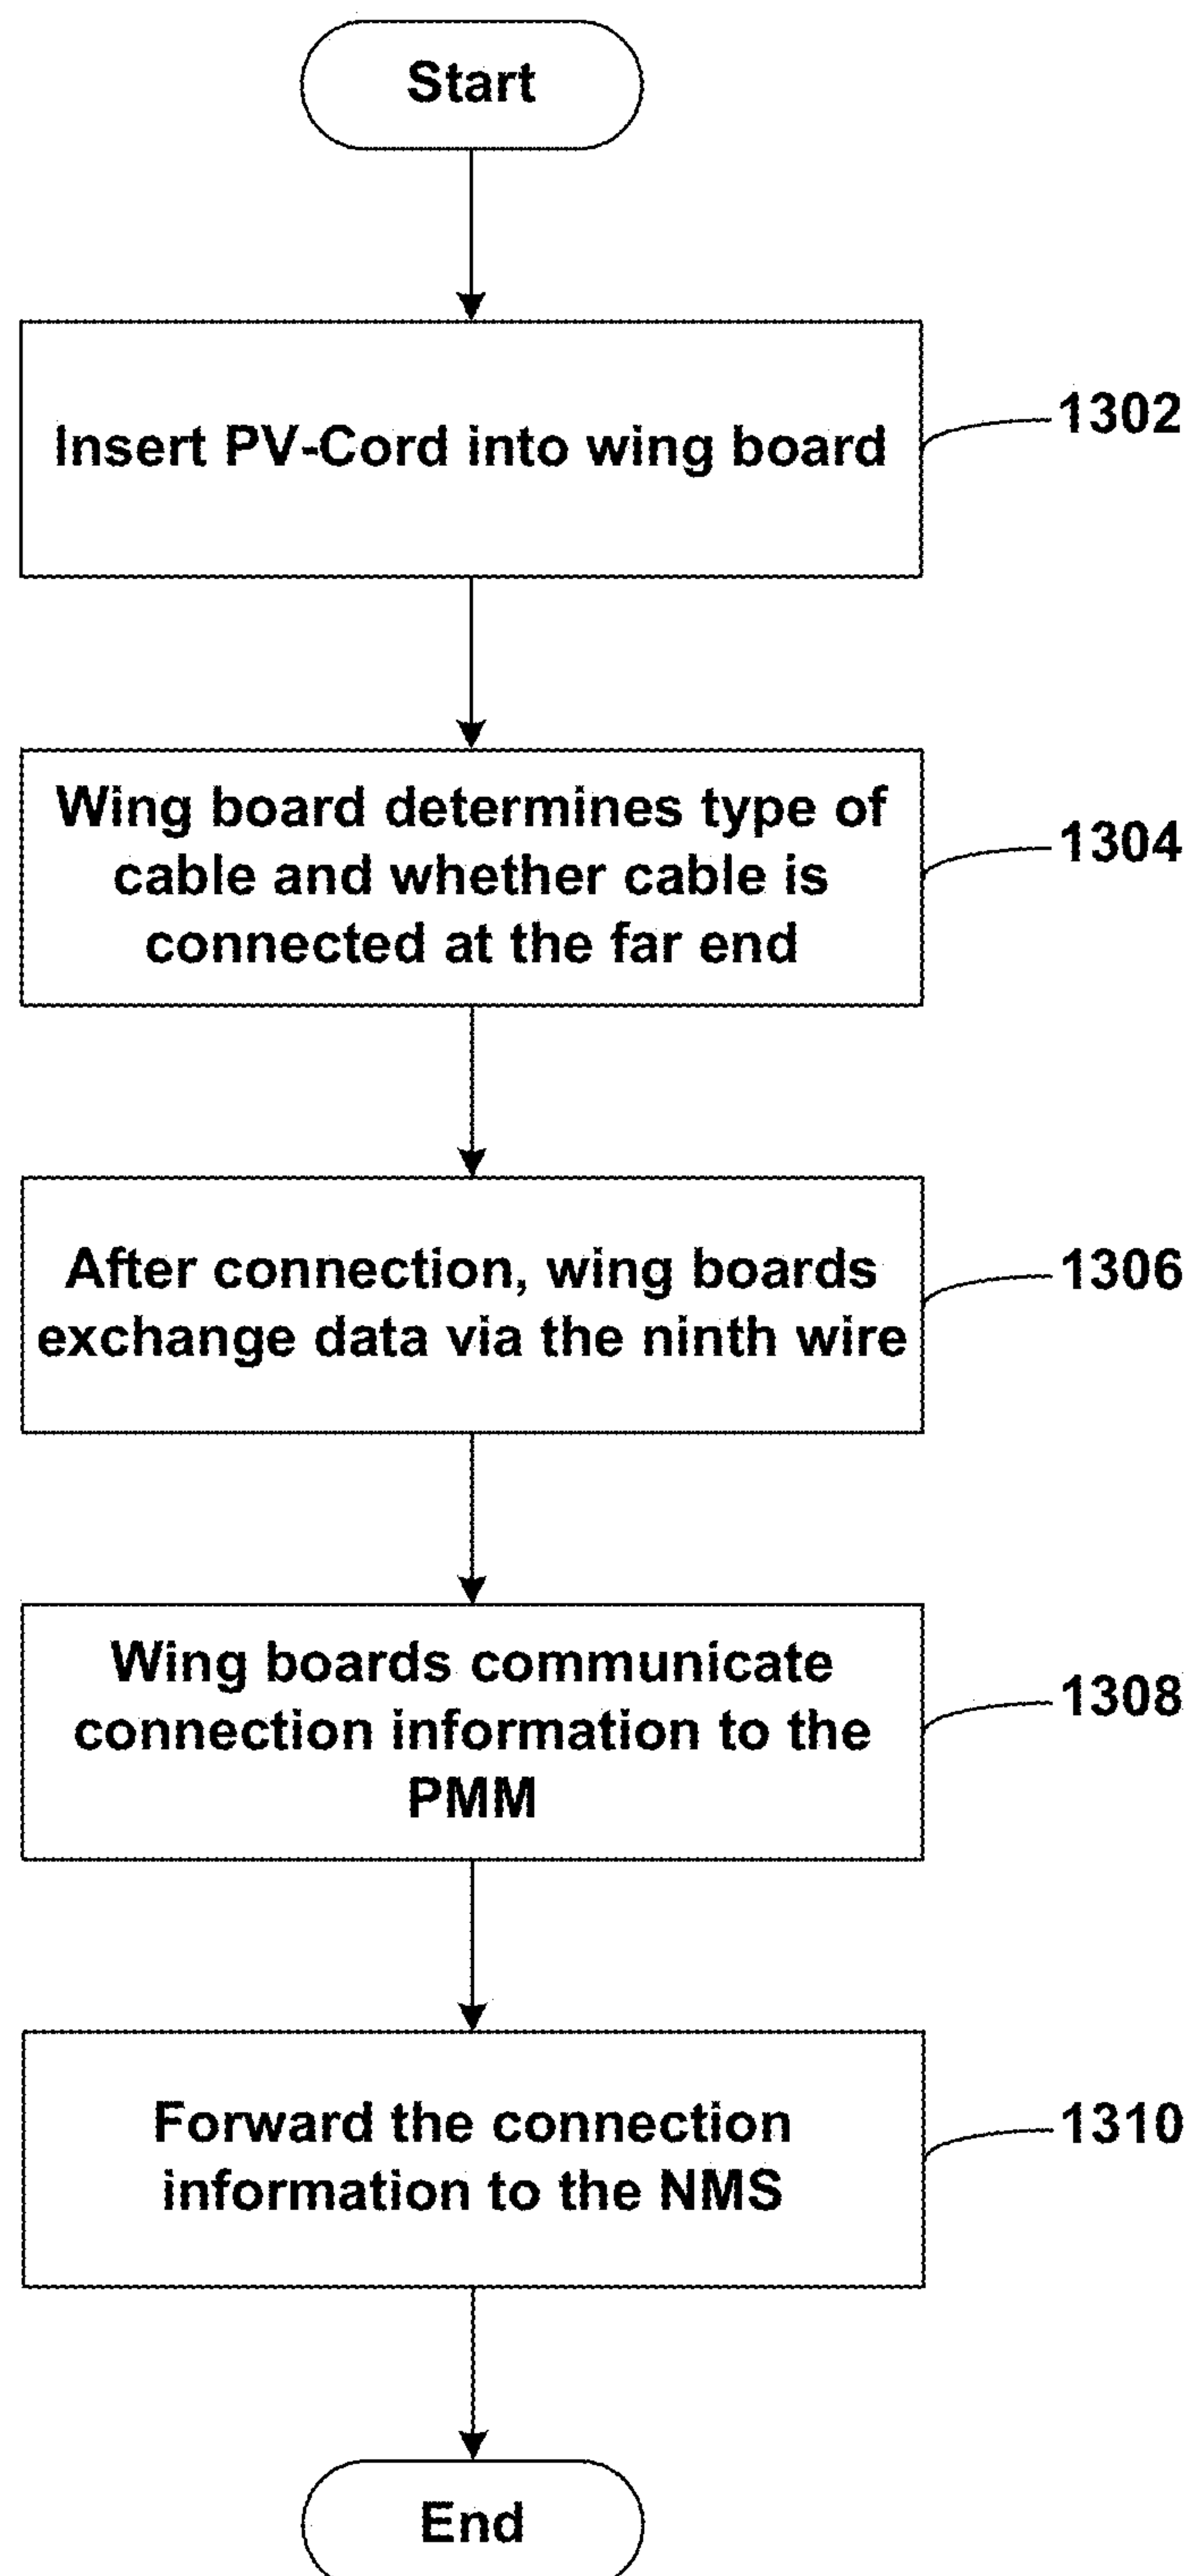 Start
Insert PV-Cord into wing board
1302
Wing board determines type of
cable and whether cable is
connected at the far end
1304
After connection, wing boards
exchange data via the ninth wire
1306
Wing boards communicate
connection information to the
PMM
1308
Forward the connection
information to the NMS
1310
End